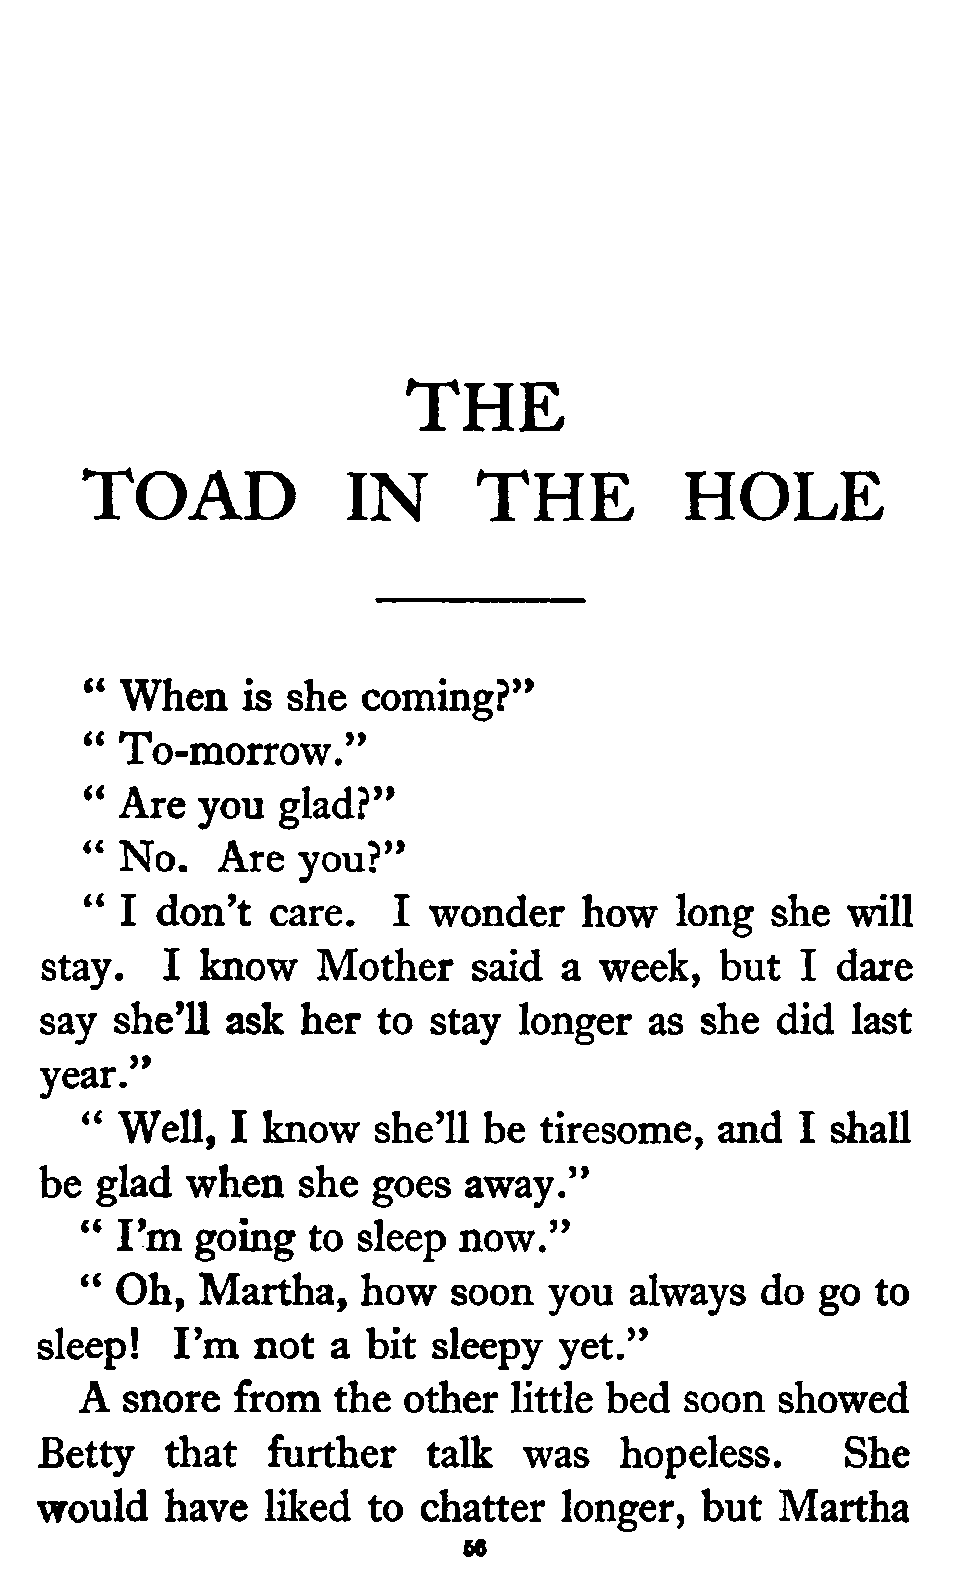 THE
TOAD IN THE HOLE
“ When is she coming?”
“ To-morrow.”
“ Are you glad?”
“ No. Are you?”
“ I don’t care. I wonder how long she will
stay. I know Mother said a week, but I dare
say she’ll ask her to stay longer as she did last
year.”
“ Well, I know she’ll be tiresome, and I shall
be glad when she goes away.”
“ I’m going to sleep now.”
“ Oh, Martha, how soon you always do go to
sleep! I’m not a bit sleepy yet.”
A snore from the other little bed soon showed
Betty that further talk was hopeless. She
would have liked to chatter longer, but Martha
56